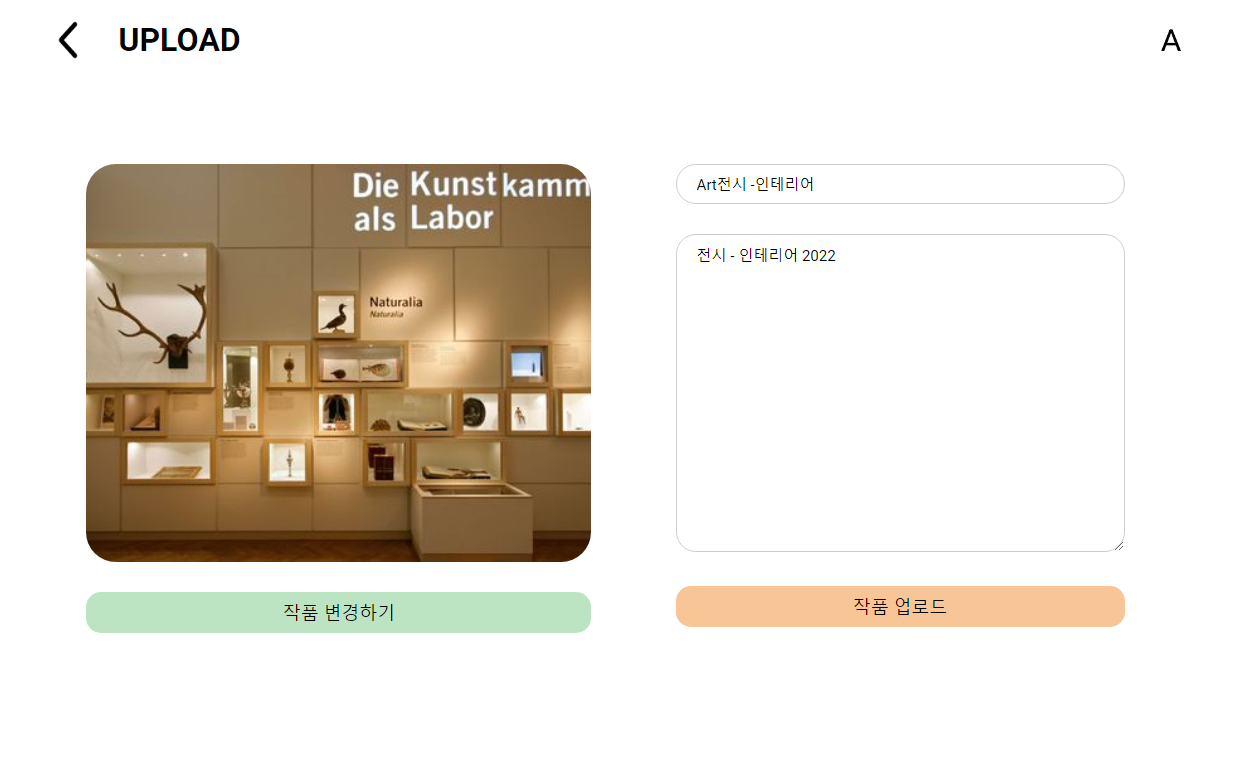 UPLOAD
A
Die Kunstkamm
als Labor
Naturalia
Naturalia
작품 변경하기
Art전시 -인테리어
전시 - 인테리어 2022
작품 업로드